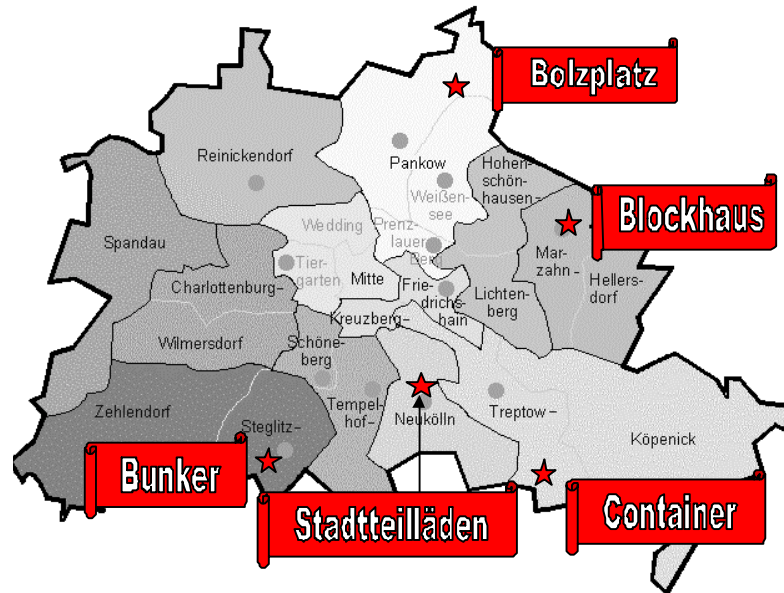 Bolzplatz
Reinickendorf
Pankow
Hohen-
schön-
hausen-
Weißen-
see
Blockhaus
Wedding
Prenz-
lauer
Berg
Spandau
Mar-
zahn-
Tier-
garten
Mitte
Hellers-
dorf
Charlottenburg-
Frie-
drichs-
hain
Lichten-
berg
Kreuzberg-
Wilmersdorf
Schöne-
berg
Zehlendorf
Steglitz-
Tempel-
hof-
Neukölln
Treptow-
Köpenick
Bunker
Stadtteilläden
Container